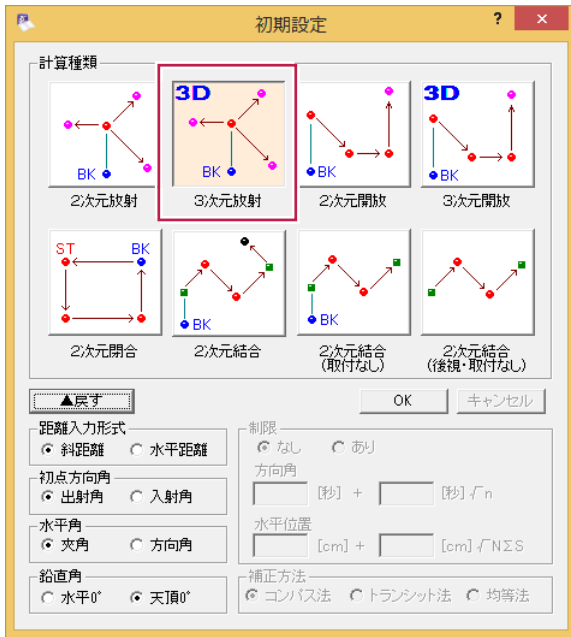 初期設定
?
×
計算種類
BK
2次元放射
3D
BK
3次元放射
BK
2次元開放
3D
BK
3次元開放
ST BK
2次元閉合
BK
2次元結合
BK
2次元結合
(取付なし)
2次元結合
(後視・取付なし)
▲戻す
OK
キャンセル
距離入力形式
斜距離 水平距離
初点方向角
出射角 入射角
水平角
夾角 方向角
鉛直角
水平0° 天頂0°
制限
なし あり
方向角
[秒] + [秒]√n
水平位置
[cm] + [cm]√NΣS
補正方法
コンパス法 トランシット法 均等法